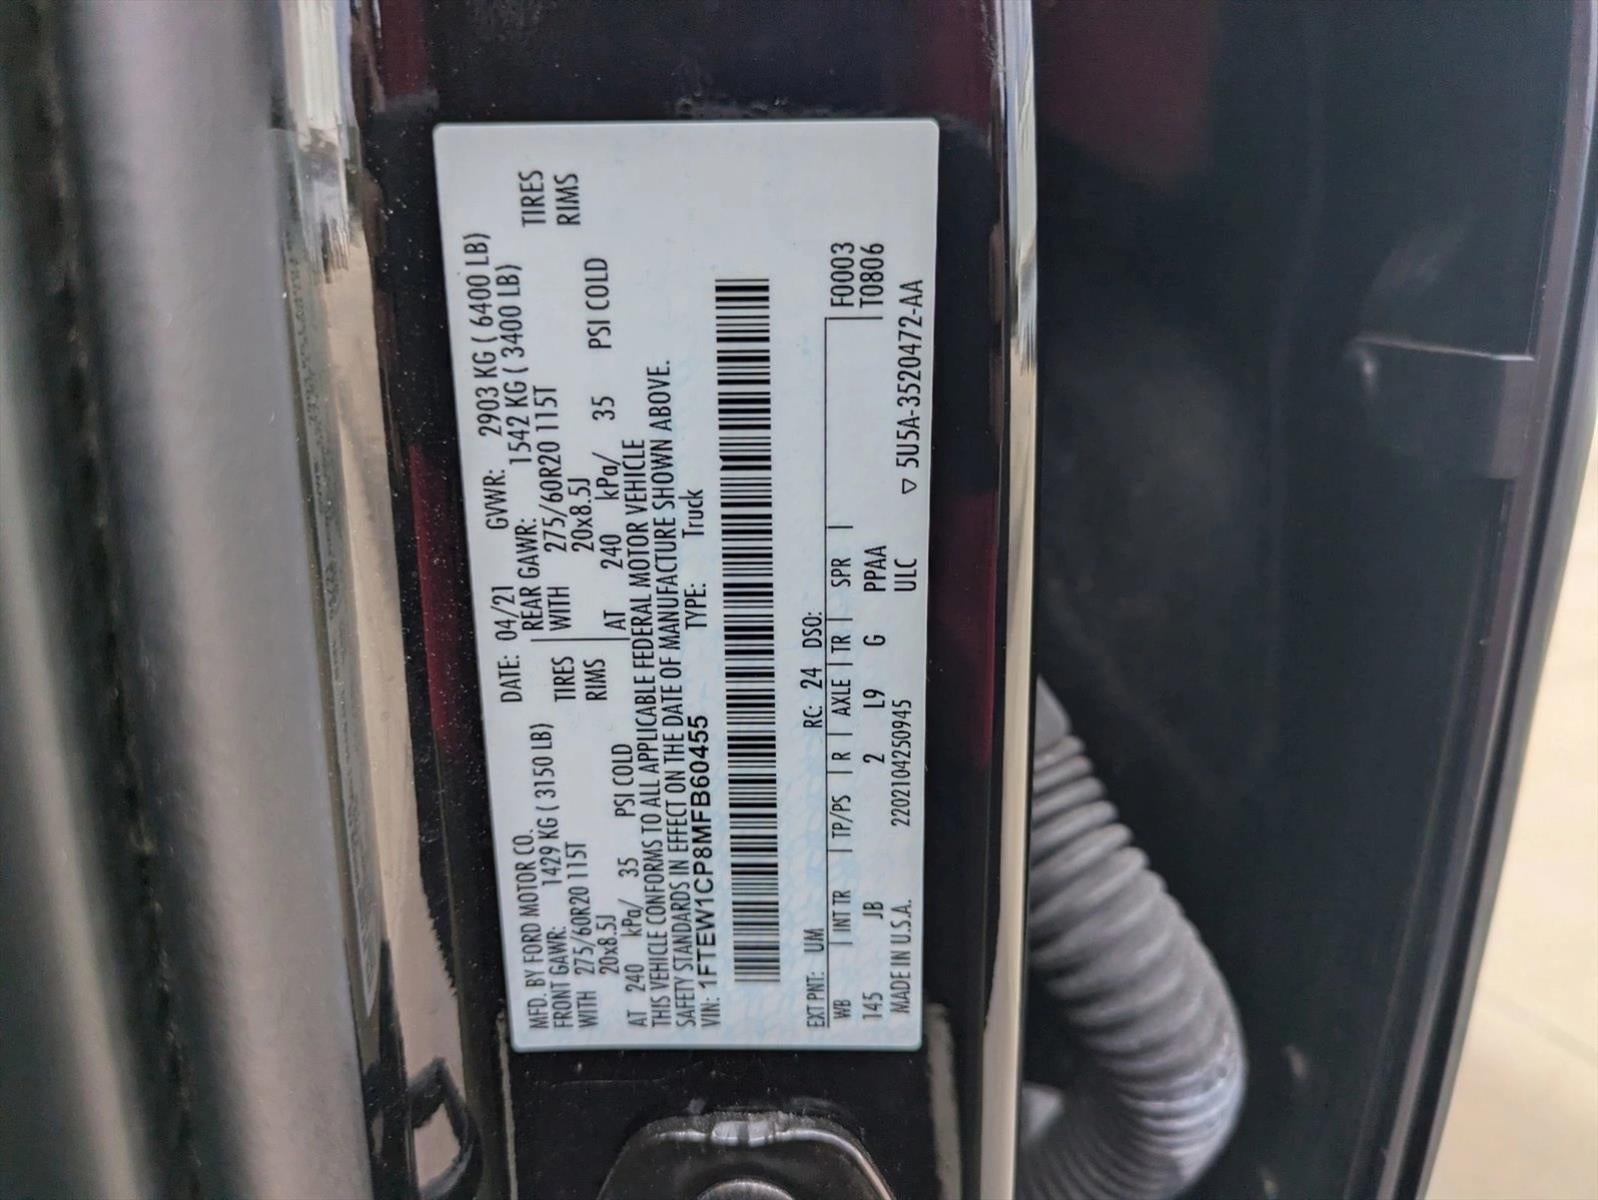 MFD. BY FORD MOTOR CO. DATE: 04/21 GVWR: 2903 KG ( 6400 LB)
FRONT GAWR: 1429 KG ( 3150 LB) REAR GAWR: 1542 KG ( 3400 LB)
WITH 275/60R20 115T TIRES WITH 275/60R20 115T TIRES
20x8.5J RIMS 20x8.5J RIMS
AT 240 kPa/ 35 PSI COLD AT 240 kPa/ 35 PSI COLD
THIS VEHICLE CONFORMS TO ALL APPLICABLE FEDERAL MOTOR VEHICLE
SAFETY STANDARDS IN EFFECT ON THE DATE OF MANUFACTURE SHOWN ABOVE.
VIN: 1FTEW1CP8MFB60455 TYPE: Truck
EXT PNT: UM RC: 24 DSO:
WB | INT TR | TP/PS | R | AXLE | TR | SPR | F0003
145 JB 2 L9 G PPAA T0806
MADE IN U.S.A. 220210425094​5 ULC ▽ 5U5A-3520472-AA